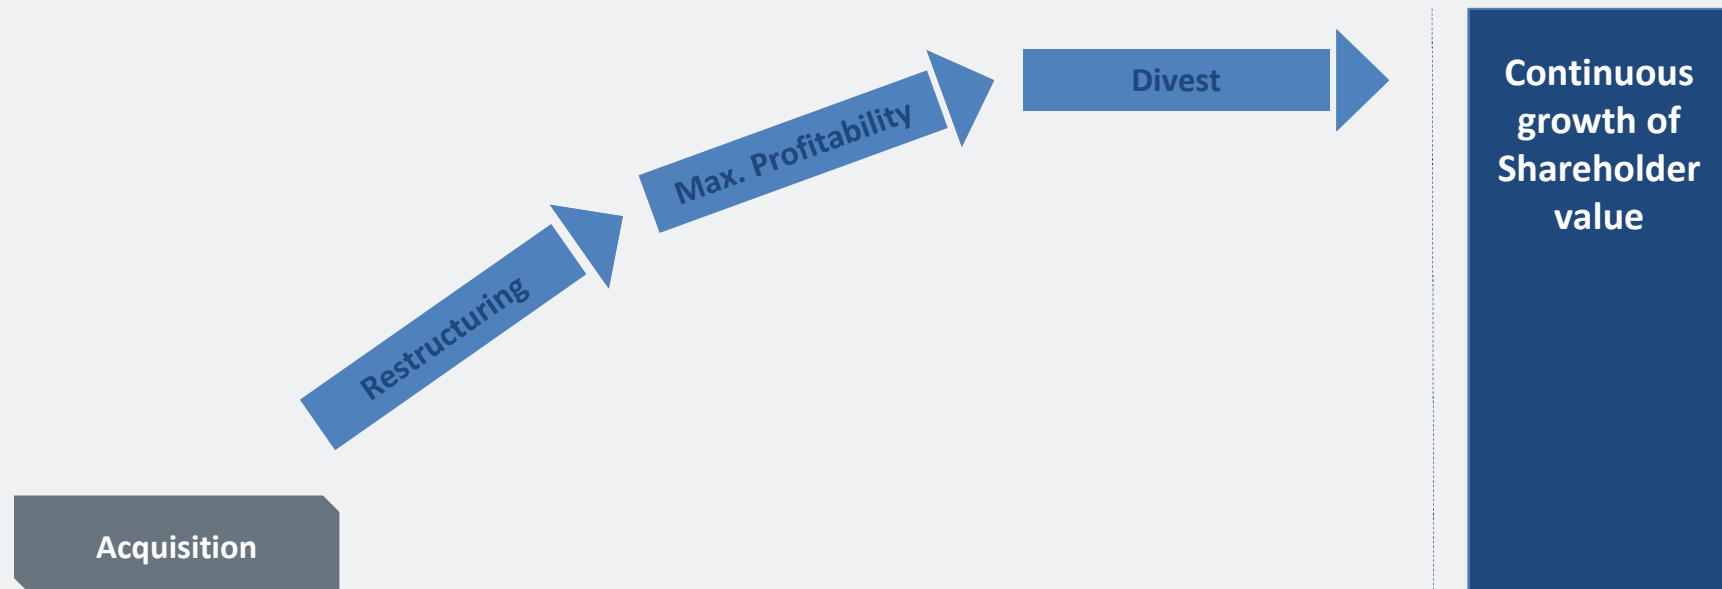 Acquisition
Restructuring
Max. Profitability
Divest
Continuous
growth of
Shareholder
value